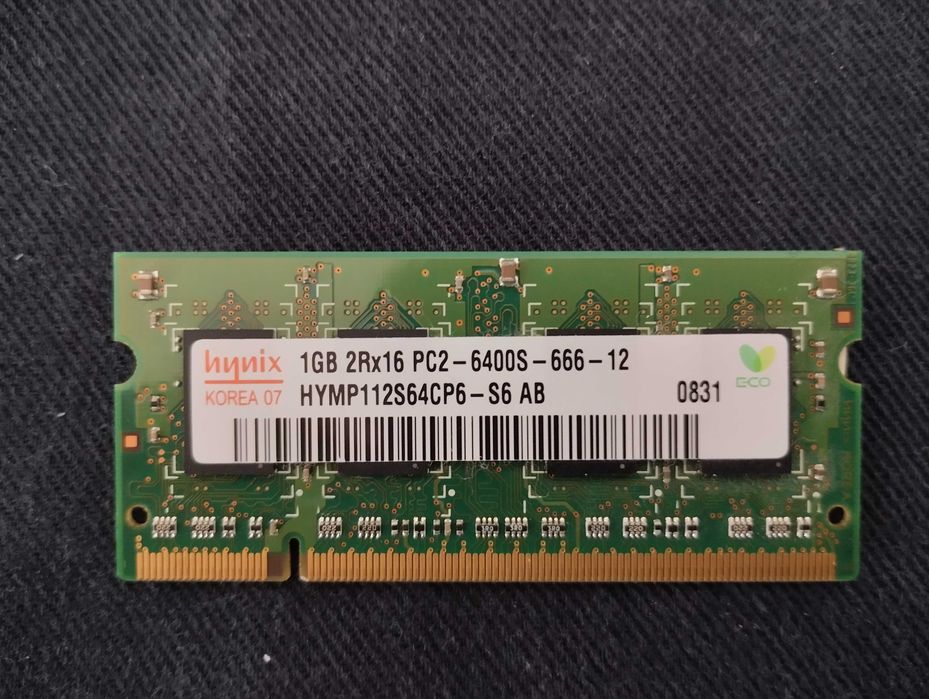 hynix
KOREA 07
1GB 2Rx16 PC2-6400S-666-12
HYMP112S64CP6-S6 AB
0831
ECO